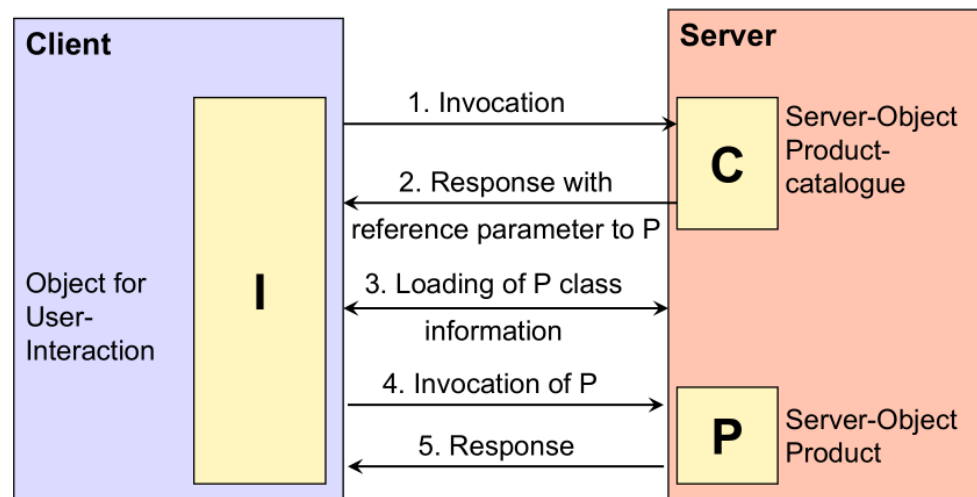 Client
Server
1. Invocation
Server-Object
Product-
catalogue
C
2. Response with
reference parameter to P
Object for
User-
Interaction
I
3. Loading of P class
information
4. Invocation of P
5. Response
P
Server-Object
Product